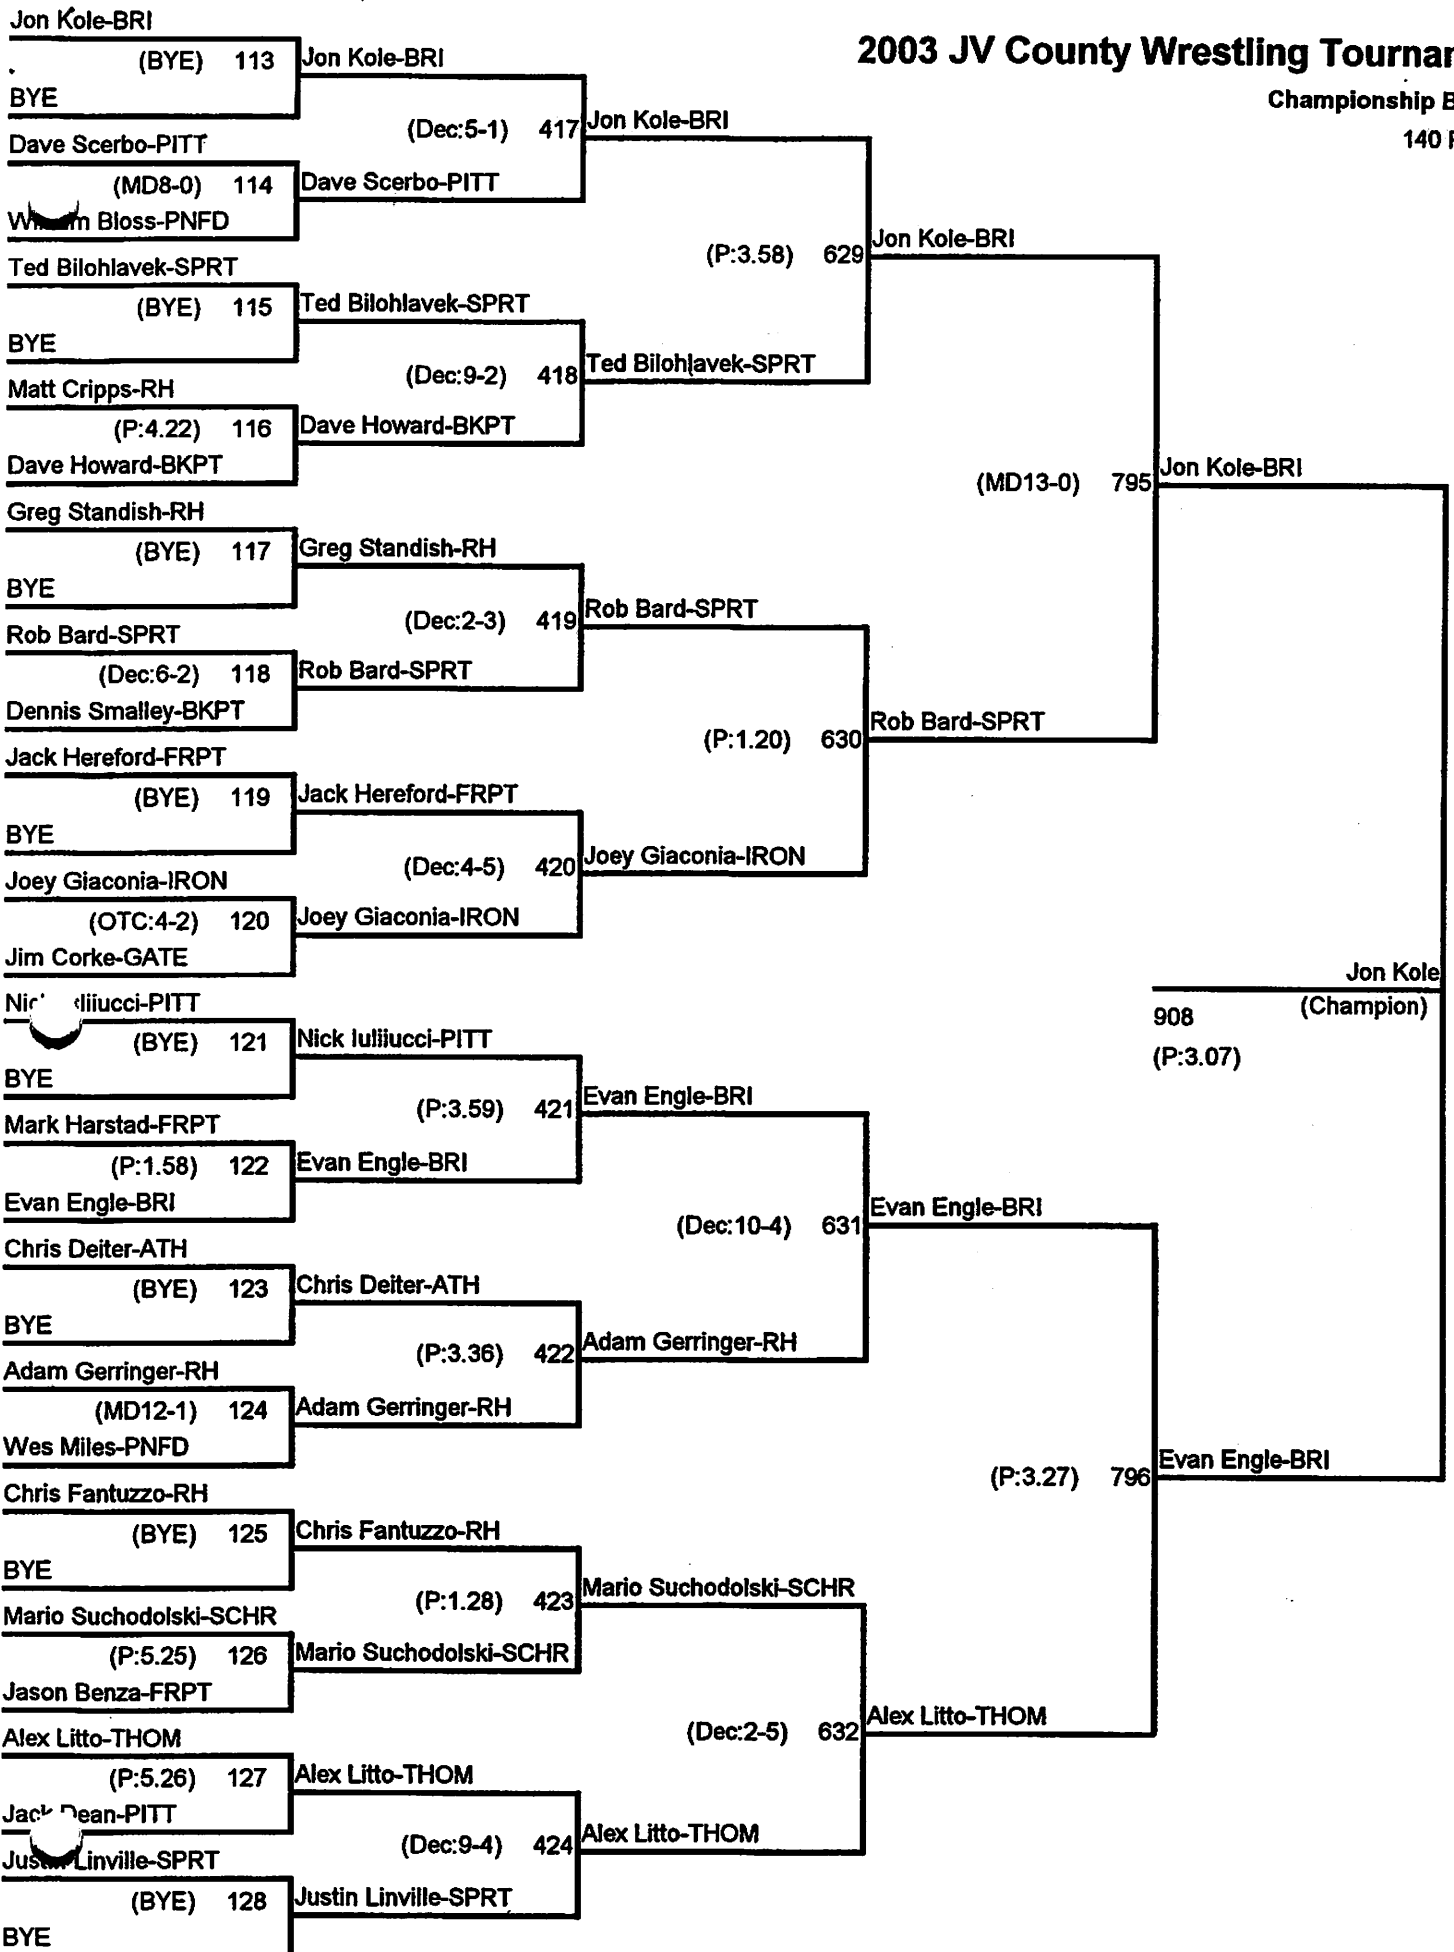 2003 JV County Wrestling Tournar
Championship B
140
Jon Kole-BRI
(BYE) 113
BYE
Dave Scerbo-PITT
(MD8-0) 114
Bloss-PNFD
Ted Bilohlavek-SPRT
(BYE) 115
BYE
Matt Cripps-RH
(P:4.22) 116
Dave Howard-BKPT
Greg Standish-RH
(BYE) 117
BYE
Rob Bard-SPRT
(Dec:6-2) 118
Dennis Smalley-BKPT
Jack Hereford-FRPT
(BYE) 119
BYE
Joey Giaconia-IRON
(OTC:4-2) 120
Jim Corke-GATE
(BYE) 121
BYE
Mark Harstad-FRPT
(P:1.58) 122
Evan Engle-BRI
Chris Deiter-ATH
(BYE) 123
BYE
Adam Gerringer-RH
(MD12-1) 124
Wes Miles-PNFD
Chris Fantuzzo-RH
(BYE) 125
BYE
Mario Suchodolski-SCHR
(P:5.25) 126
Jason Benza-FRPT
Alex Litto-THOM
(P:5.26) 127
Jack Dean-PITT
Justin Linville-SPRT
(BYE) 128
BYE
Jon Kole-BRI
(Dec:5-1) 417
Dave Scerbo-PITT
Ted Bilohlavek-SPRT
(Dec:9-2) 418
Dave Howard-BKPT
Greg Standish-RH
(Dec:2-3) 419
Rob Bard-SPRT
Jack Hereford-FRPT
(Dec:4-5) 420
Joey Giaconia-IRON
Nick Iuliiucci-PITT
(P:3.59) 421
Evan Engle-BRI
Chris Deiter-ATH
(P:3.36) 422
Adam Gerringer-RH
Chris Fantuzzo-RH
(P:1.28) 423
Mario Suchodolski-SCHR
Alex Litto-THOM
(Dec:9-4) 424
Justin Linville-SPRT
Jon Kole-BRI
(P:3.58) 629
Ted Bilohlavek-SPRT
Rob Bard-SPRT
(P:1.20) 630
Joey Giaconia-IRON
Evan Engle-BRI
(Dec:10-4) 631
Adam Gerringer-RH
Mario Suchodolski-SCHR
(Dec:2-5) 632
Alex Litto-THOM
Jon Kole-BRI
(MD13-0) 795
Rob Bard-SPRT
Evan Engle-BRI
(P:3.27) 796
Alex Litto-THOM
Jon Kole-BRI
Jon Kole
908 (Champion)
(P:3.07)
Evan Engle-BRI